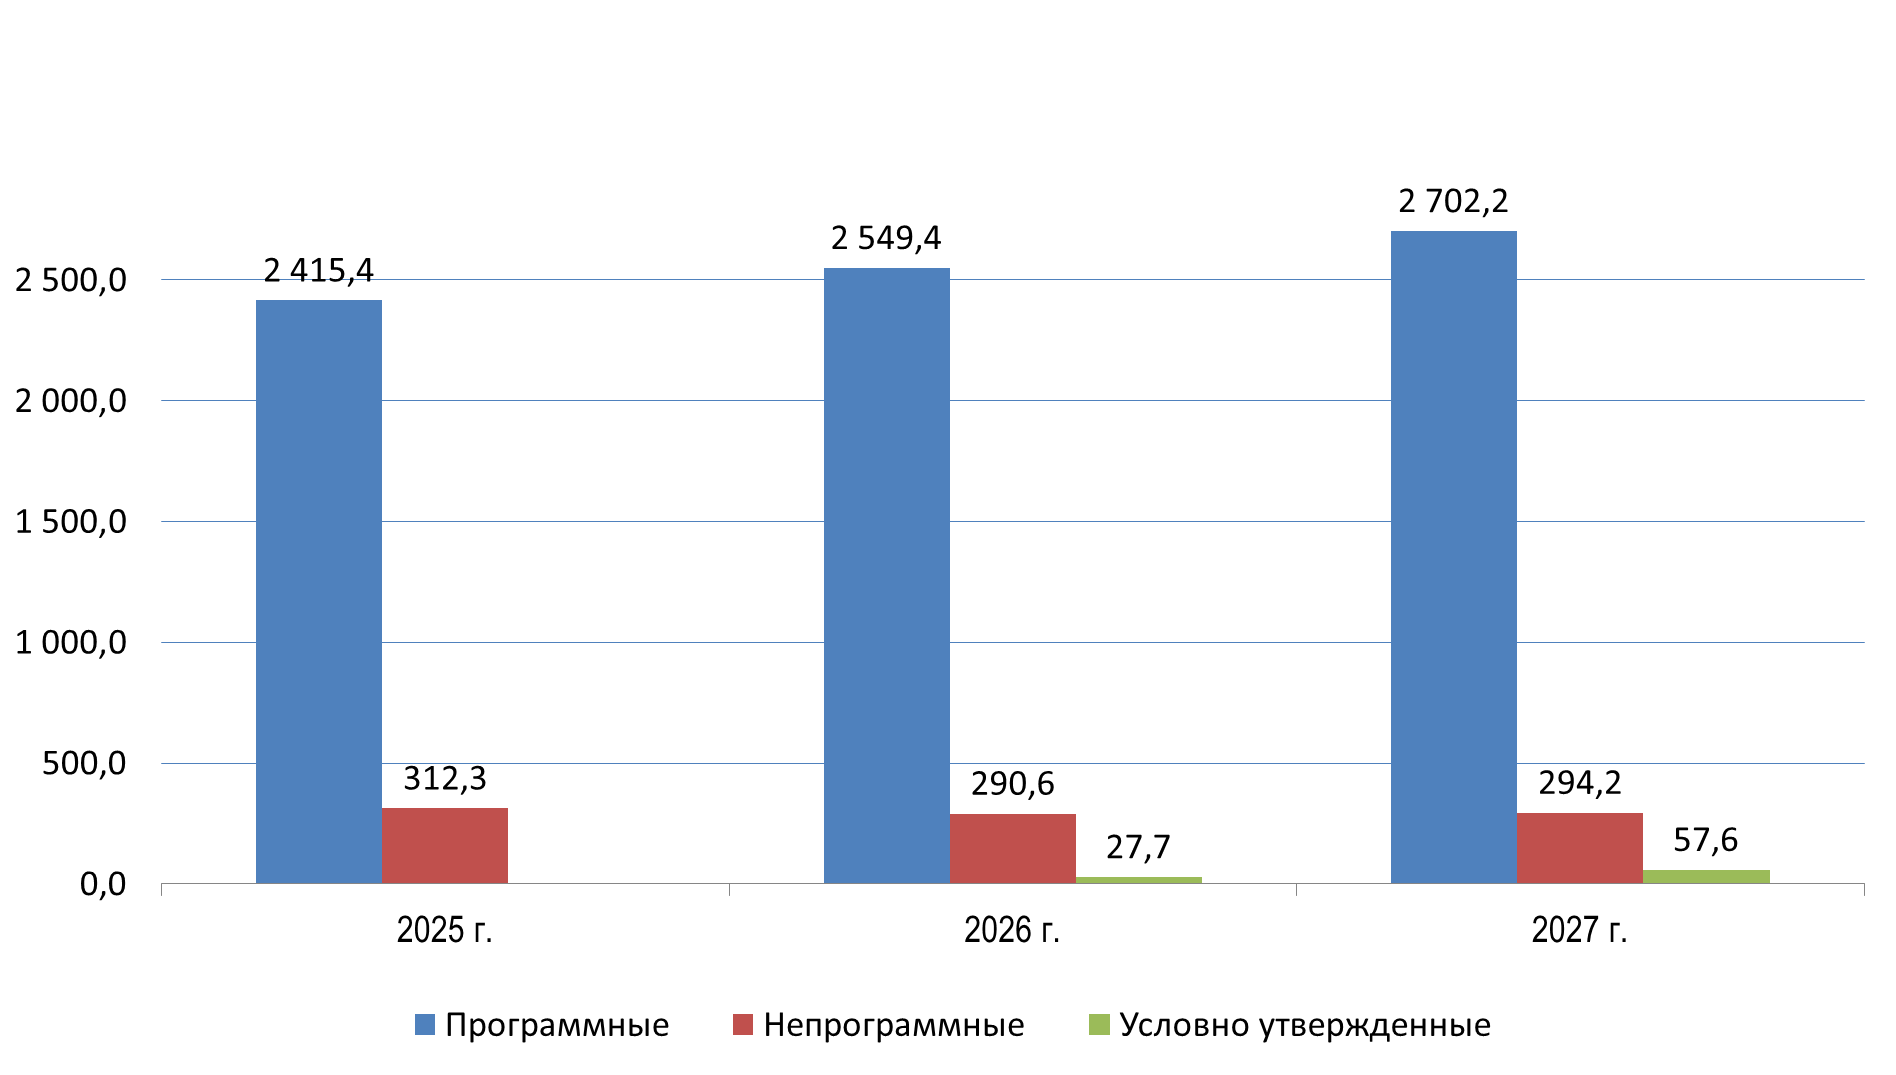 2 702,2
2 549,4
2 415,4
2 500,0
2 000,0
1 500,0
1 000,0
500,0
312,3
290,6
294,2
27,7
57,6
0,0
2025 г.
2026 г.
2027 г.
Программные
Непрограммные
Условно утвержденные